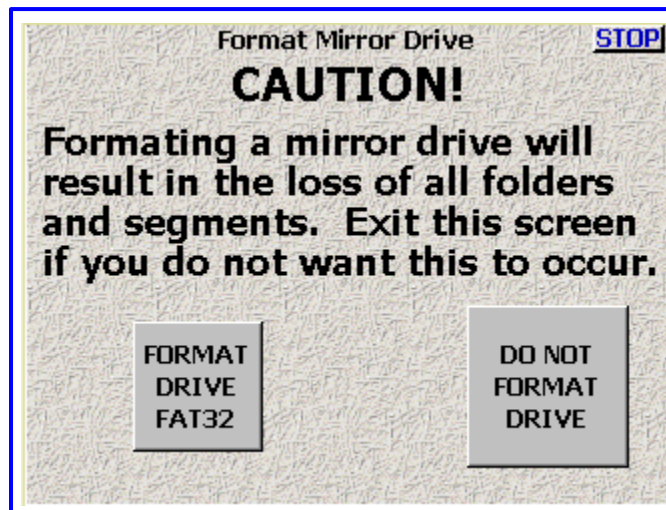 Format Mirror Drive
STOP
CAUTION!
Formating a mirror drive will
result in the loss of all folders
and segments.  Exit this screen
if you do not want this to occur.
FORMAT
DRIVE
FAT32
DO NOT
FORMAT
DRIVE